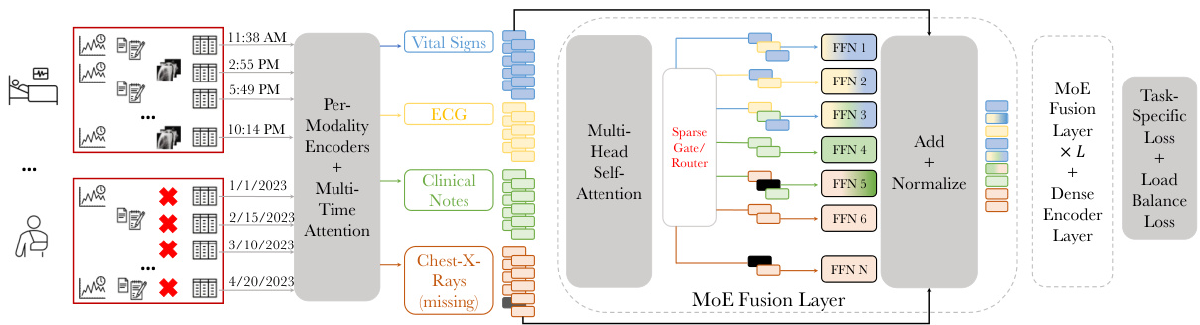 11:38 AM
2:55 PM
5:49 PM
...
10:14 PM
...
1/1/2023
2/15/2023
3/10/2023
...
4/20/2023
Per-
Modality
Encoders
+
Multi-
Time
Attention
Vital Signs
ECG
Clinical
Notes
Chest-X-
Rays
(missing)
Multi-
Head
Self-
Attention
Sparse
Gate/
Router
FFN 1
FFN 2
FFN 3
FFN 4
FFN 5
FFN 6
FFN N
Add
+
Normalize
MoE Fusion Layer
MoE
Fusion
Layer
× L
+
Dense
Encoder
Layer
Task-
Specific
Loss
+
Load
Balance
Loss